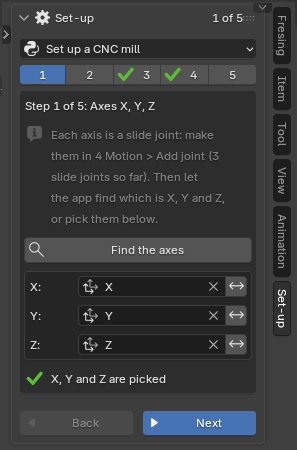 Set-up
1 of 5
Set up a CNC mill
1
2
3
4
5
Step 1 of 5: Axes X, Y, Z
Each axis is a slide joint: make
them in 4 Motion > Add joint (3
slide joints so far). Then let
the app find which is X, Y and Z,
or pick them below.
Find the axes
X: X
Y: Y
Z: Z
X, Y and Z are picked
Back
Next
Fresing
Item
Tool
View
Animation
Set-up